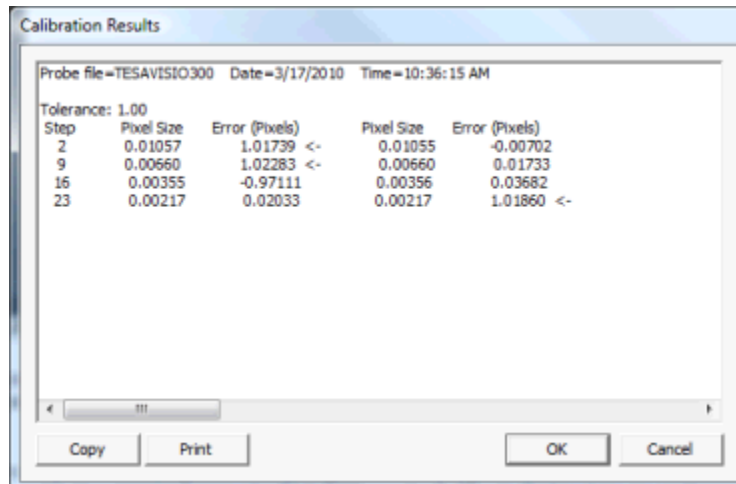 Calibration Results
Probe file=TESAVISIO300 Date=3/17/2010 Time=10:36:15 AM
Tolerance: 1.00
Step Pixel Size Error (Pixels) Pixel Size Error (Pixels)
2 0.01057 1.01739 <- 0.01055 -0.00702
9 0.00660 1.02283 <- 0.00660 0.01733
16 0.00355 -0.97111 0.00356 0.03682
23 0.00217 0.02033 0.00217 1.01860 <-
Copy Print OK Cancel